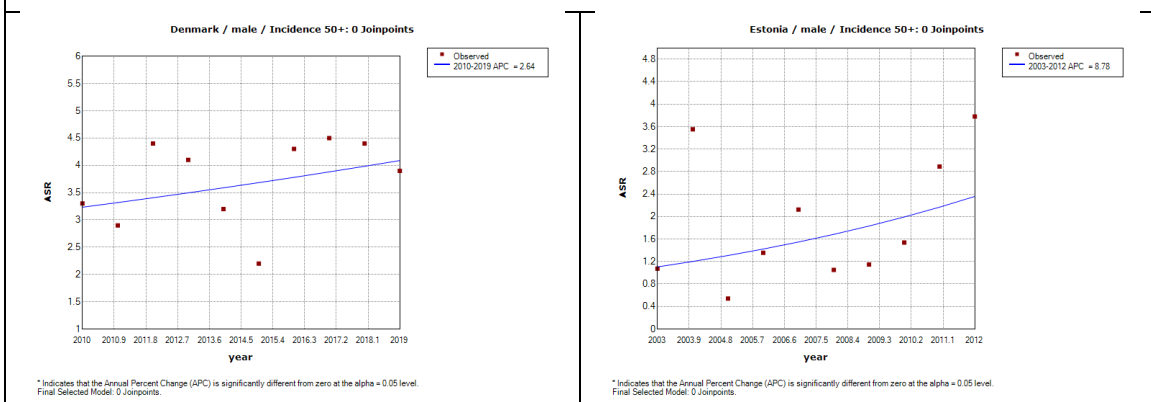 Denmark / male / Incidence 50+: 0 Joinpoints
Observed
2010-2019 APC = 2.64
6
5.5
5
4.5
4
3.5
3
2.5
2
1.5
1
ASR
2010 2010.9 2011.8 2012.7 2013.6 2014.5 2015.4 2016.3 2017.2 2018.1 2019
year
* Indicates that the Annual Percent Change (APC) is significantly different from zero at the alpha = 0.05 level.
Final Selected Model: 0 Joinpoints.
Estonia / male / Incidence 50+: 0 Joinpoints
Observed
2003-2012 APC = 8.78
4.8
4.4
4
3.6
3.2
2.8
2.4
2
1.6
1.2
0.8
0.4
0
ASR
2003 2003.9 2004.8 2005.7 2006.6 2007.5 2008.4 2009.3 2010.2 2011.1 2012
year
* Indicates that the Annual Percent Change (APC) is significantly different from zero at the alpha = 0.05 level.
Final Selected Model: 0 Joinpoints.